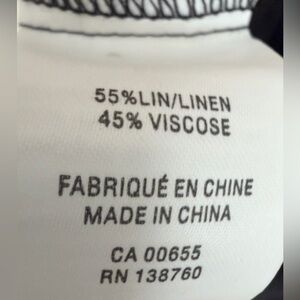 55%LIN/LINEN
45% VISCOSE
FABRIQUÉ EN CHINE
MADE IN CHINA
CA 00655
RN 138760